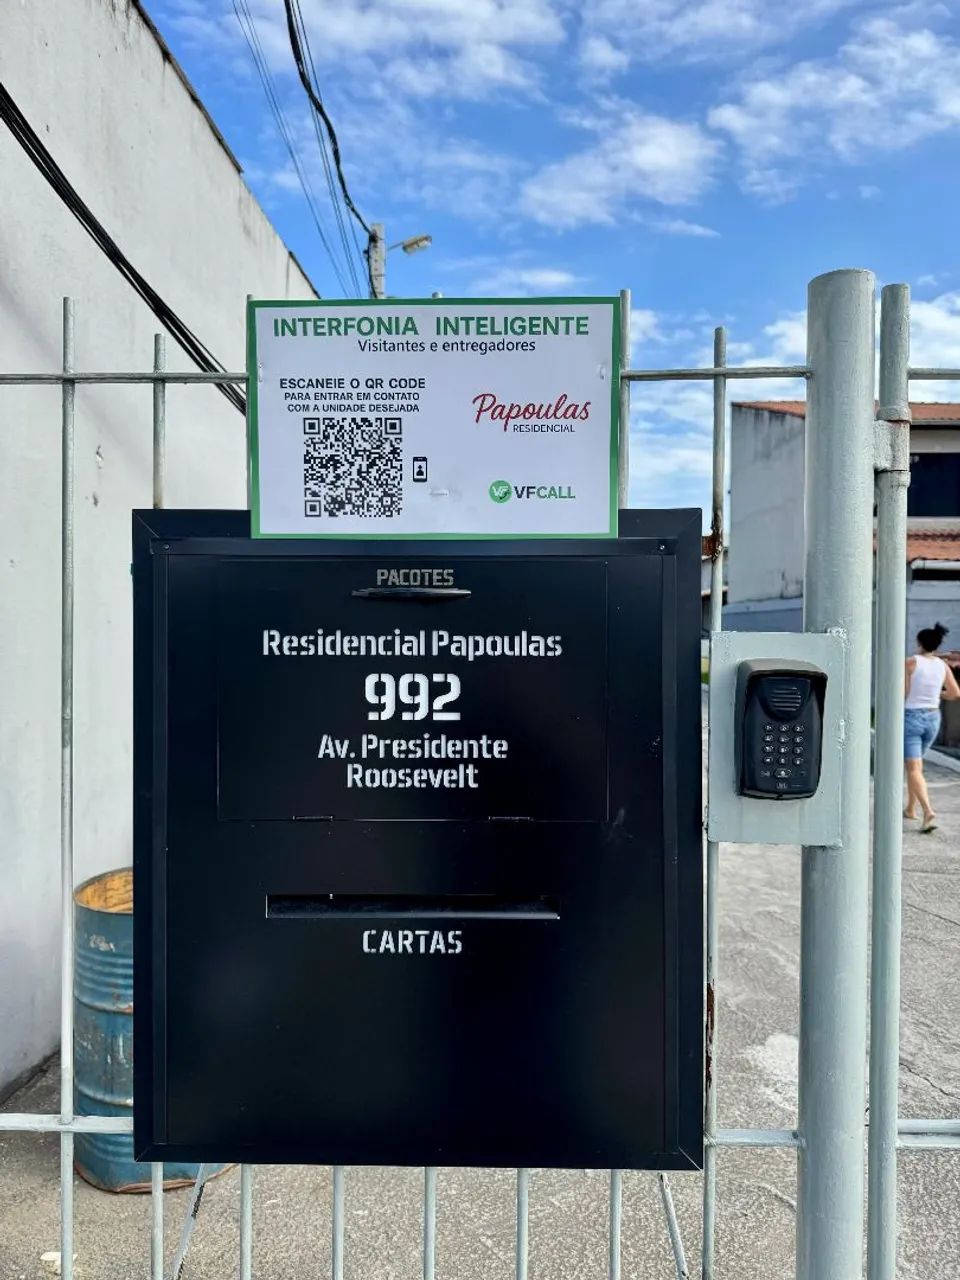 INTERFONIA INTELIGENTE
Visitantes e entregadores
ESCANEIE O QR CODE
PARA ENTRAR EM CONTATO
COM A UNIDADE DESEJADA
Papoulas
RESIDENCIAL
VF VFCALL
PACOTES
Residencial Papoulas
992
Av. Presidente
Roosevelt
CARTAS